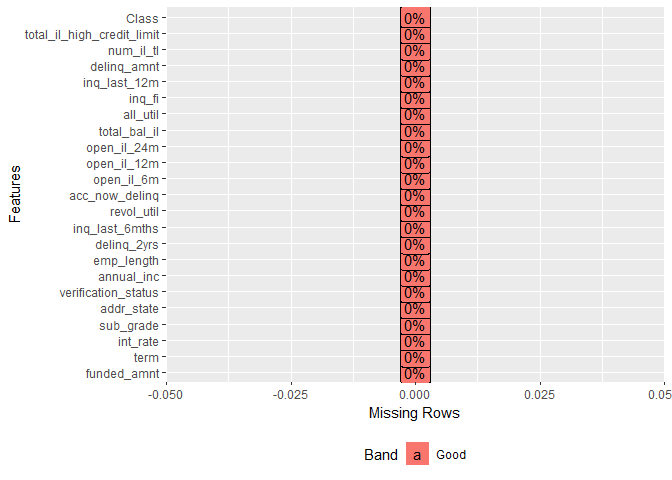 Class 0%
total_il_high_credit_limit 0%
num_il_tl 0%
delinq_amnt 0%
inq_last_12m 0%
inq_fi 0%
all_util 0%
total_bal_il 0%
open_il_24m 0%
open_il_12m 0%
open_il_6m 0%
acc_now_delinq 0%
revol_util 0%
inq_last_6mths 0%
delinq_2yrs 0%
emp_length 0%
annual_inc 0%
verification_status 0%
addr_state 0%
sub_grade 0%
int_rate 0%
term 0%
funded_amnt 0%
Features
-0.050 -0.025 0.000 0.025 0.05
Missing Rows
Band a Good